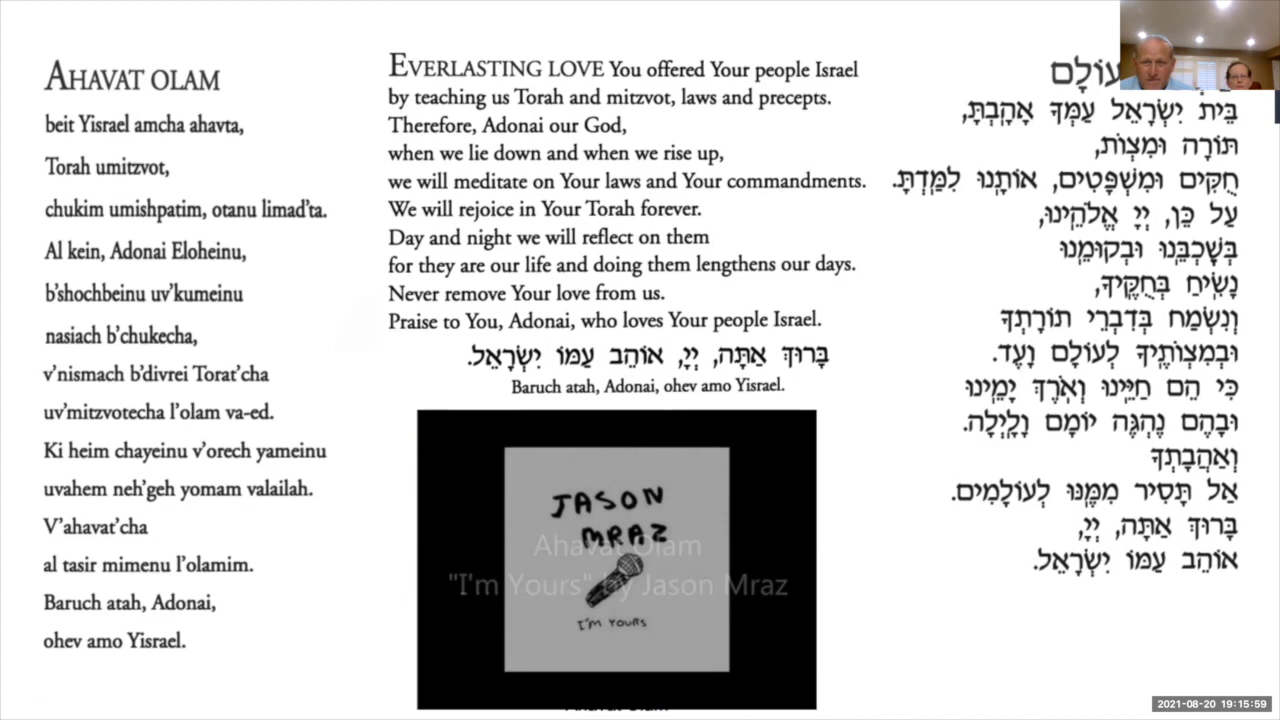 AHAVAT OLAM
beit Yisrael amcha ahavta,
Torah umitzvot,
chukim umishpatim, otanu limad'ta.
Al kein, Adonai Eloheinu,
b'shochbeinu uv'kumeinu
nasiach b'chukecha,
v'nismach b'divrei Torat'cha
uv'mitzvotecha l'olam va-ed.
Ki heim chayeinu v'orech yameinu
uvahem neh'geh yomam valailah.
V'ahavat'cha
al tasir mimenu l'olamim.
Baruch atah, Adonai,
ohev amo Yisrael.
EVERLASTING LOVE You offered Your people Israel
by teaching us Torah and mitzvot, laws and precepts.
Therefore, Adonai our God,
when we lie down and when we rise up,
we will meditate on Your laws and Your commandments.
We will rejoice in Your Torah forever.
Day and night we will reflect on them
for they are our life and doing them lengthens our days.
Never remove Your love from us.
Praise to You, Adonai, who loves Your people Israel.
בָּרוּךְ אַתָּה, יְיָ, אוֹהֵב עַמּוֹ יִשְׂרָאֵל.
Baruch atah, Adonai, ohev amo Yisrael.
JASON
MRAZ
I'M YOURS
Ahavat Olam
"I'm Yours" by Jason Mraz
עוֹלָם
בֵּית יִשְׂרָאֵל עַמְּךָ אָהָבְתָּ,
תּוֹרָה וּמִצְוֹת,
חֻקִּים וּמִשְׁפָּטִים, אוֹתָנוּ לִמַּדְתָּ.
עַל כֵּן, יְיָ אֱלֹהֵינוּ,
בְּשָׁכְבֵנוּ וּבְקוּמֵנוּ
נָשִׂיחַ בְּחֻקֶּיךָ,
וְנִשְׂמַח בְּדִבְרֵי תוֹרָתְךָ
וּבְמִצְוֹתֶיךָ לְעוֹלָם וָעֶד.
כִּי הֵם חַיֵּינוּ וְאֹרֶךְ יָמֵינוּ
וּבָהֶם נֶהְגֶּה יוֹמָם וָלָיְלָה.
וְאַהֲבָתְךָ
אַל תָּסִיר מִמֶּנּוּ לְעוֹלָמִים.
בָּרוּךְ אַתָּה, יְיָ,
אוֹהֵב עַמּוֹ יִשְׂרָאֵל.
2021-08-20 19:15:59